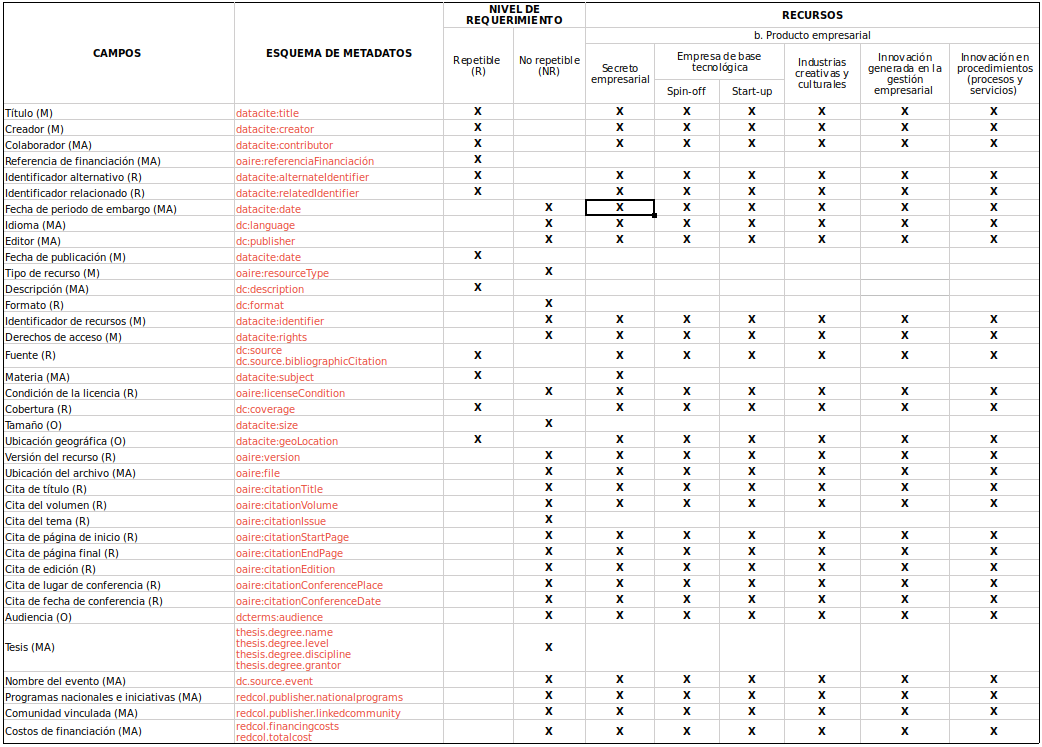 NIVEL DE
REQUERIMIENTO
RECURSOS
CAMPOS
ESQUEMA DE METADATOS
b. Producto empresarial
Repetible
(R)
No repetible
(NR)
Secreto
empresarial
Empresa de base
tecnológica
Spin-off
Start-up
Industrias
creativas y
culturales
Innovación
generada en la
gestión
empresarial
Innovación en
procedimientos
(procesos y
servicios)
Título (M) datacite:title X X X X X X X
Creador (M) datacite:creator X X X X X X X
Colaborador (MA) datacite:contributor X X X X X X X
Referencia de financiación (MA) oaire:referenciaFinanciación X
Identificador alternativo (R) datacite:alternateIdentifier X X X X X X X
Identificador relacionado (R) datacite:relatedIdentifier X X X X X X X
Fecha de periodo de embargo (MA) datacite:date X X X X X X X
Idioma (MA) dc:language X X X X X X X
Editor (MA) dc:publisher X X X X X X X
Fecha de publicación (M) datacite:date X
Tipo de recurso (M) oaire:resourceType X
Descripción (MA) dc:description X
Formato (R) dc:format X
Identificador de recursos (M) datacite:identifier X X X X X X X
Derechos de acceso (M) datacite:rights X X X X X X X
Fuente (R) dc:source
dc.source.bibliographicCitation X X X X X X X
Materia (MA) datacite:subject X X
Condición de la licencia (R) oaire:licenseCondition X X X X X X X
Cobertura (R) dc:coverage X X X X X X X
Tamaño (O) datacite:size X
Ubicación geográfica (O) datacite:geoLocation X X X X X X X
Versión del recurso (R) oaire:version X X X X X X X
Ubicación del archivo (MA) oaire:file X X X X X X X
Cita de título (R) oaire:citationTitle X X X X X X X
Cita del volumen (R) oaire:citationVolume X X X X X X X
Cita del tema (R) oaire:citationIssue X
Cita de página de inicio (R) oaire:citationStartPage X X X X X X X
Cita de página final (R) oaire:citationEndPage X X X X X X X
Cita de edición (R) oaire:citationEdition X X X X X X X
Cita de lugar de conferencia (R) oaire:citationConferencePlace X X X X X X X
Cita de fecha de conferencia (R) oaire:citationConferenceDate X X X X X X X
Audiencia (O) dcterms:audience X X X X X X X
Tesis (MA) thesis.degree.name
thesis.degree.level
thesis.degree.discipline
thesis.degree.grantor X
Nombre del evento (MA) dc.source.event X X X X X X X
Programas nacionales e iniciativas (MA) redcol.publisher.nationalprograms X X X X X X X
Comunidad vinculada (MA) redcol.publisher.linkedcommunity X X X X X X X
Costos de financiación (MA) redcol.financingcosts
redcol.totalcost X X X X X X X